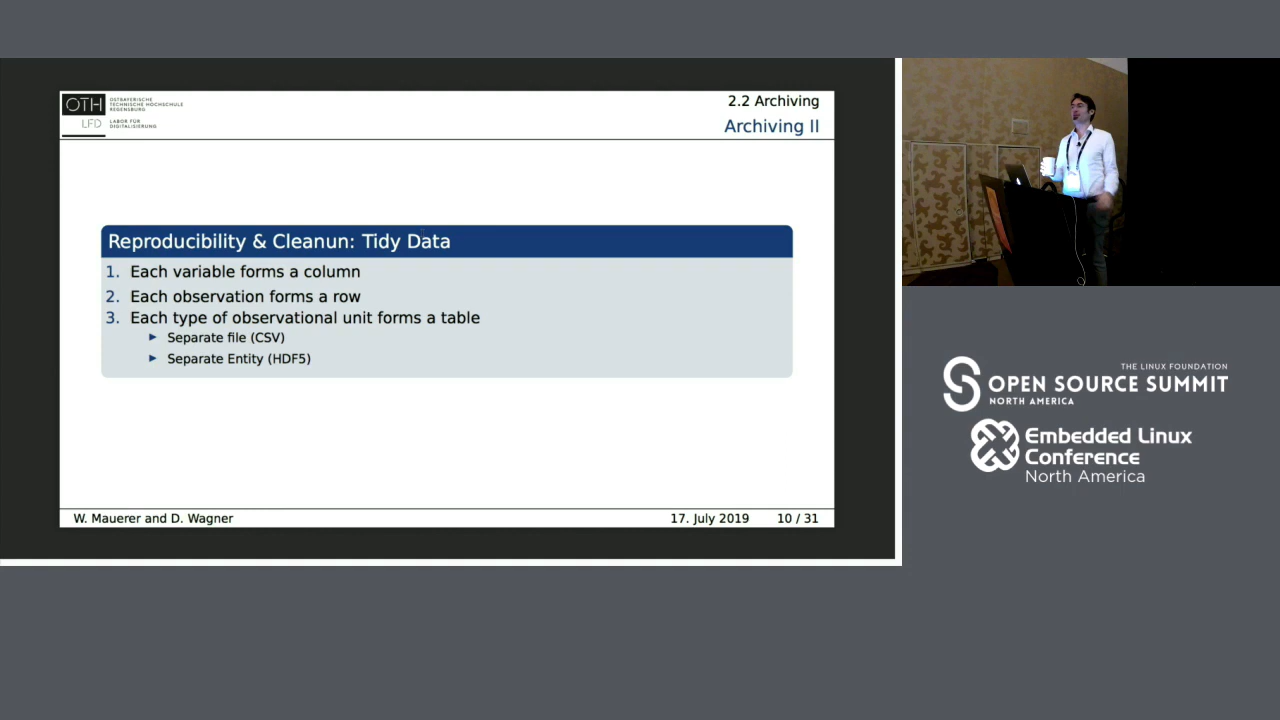 OTH
OSTBAYERISCHE
TECHNISCHE HOCHSCHULE
REGENSBURG
LFD
LABOR FÜR
DIGITALISIERUNG
2.2 Archiving
Archiving II
Reproducibility & Cleanun: Tidy Data
1. Each variable forms a column
2. Each observation forms a row
3. Each type of observational unit forms a table
Separate file (CSV)
Separate Entity (HDF5)
W. Mauerer and D. Wagner
17. July 2019 10 / 31
THE LINUX FOUNDATION
OPEN SOURCE SUMMIT
NORTH AMERICA
Embedded Linux
Conference
North America